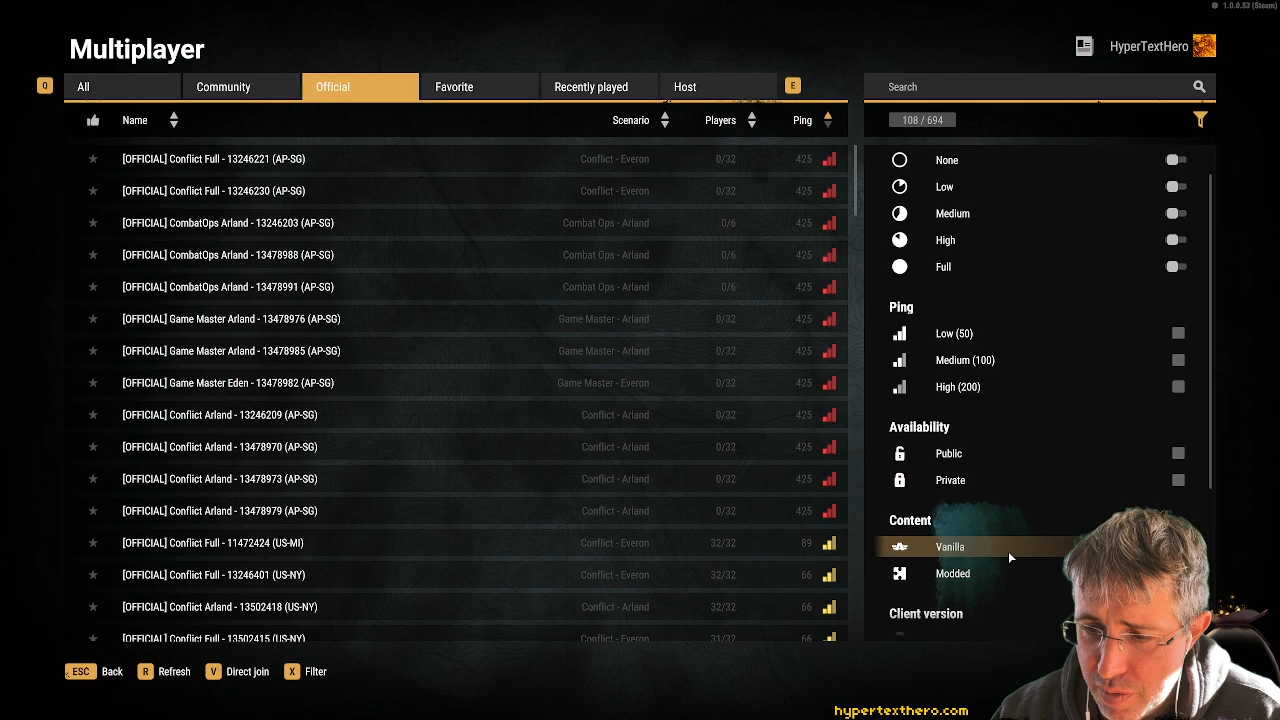 1.0.0.53 (Steam)
Multiplayer
HyperTextHero
Q All Community Official Favorite Recently played Host E
Search
Name Scenario Players Ping
108 / 694
[OFFICIAL] Conflict Full - 13246221 (AP-SG) Conflict - Everon 0/32 425
[OFFICIAL] Conflict Full - 13246230 (AP-SG) Conflict - Everon 0/32 425
[OFFICIAL] CombatOps Arland - 13246203 (AP-SG) Combat Ops - Arland 0/6 425
[OFFICIAL] CombatOps Arland - 13478988 (AP-SG) Combat Ops - Arland 0/6 425
[OFFICIAL] CombatOps Arland - 13478991 (AP-SG) Combat Ops - Arland 0/6 425
[OFFICIAL] Game Master Arland - 13478976 (AP-SG) Game Master - Arland 0/32 425
[OFFICIAL] Game Master Arland - 13478985 (AP-SG) Game Master - Arland 0/32 425
[OFFICIAL] Game Master Eden - 13478982 (AP-SG) Game Master - Everon 0/32 425
[OFFICIAL] Conflict Arland - 13246209 (AP-SG) Conflict - Arland 0/32 425
[OFFICIAL] Conflict Arland - 13478970 (AP-SG) Conflict - Arland 0/32 425
[OFFICIAL] Conflict Arland - 13478973 (AP-SG) Conflict - Arland 0/32 425
[OFFICIAL] Conflict Arland - 13478979 (AP-SG) Conflict - Arland 0/32 425
[OFFICIAL] Conflict Full - 11472424 (US-MI) Conflict - Everon 32/32 89
[OFFICIAL] Conflict Full - 13246401 (US-NY) Conflict - Everon 32/32 66
[OFFICIAL] Conflict Arland - 13502418 (US-NY) Conflict - Arland 32/32 66
[OFFICIAL] Conflict Full - 13502415 (US-NY) Conflict - Everon 31/32 66
None
Low
Medium
High
Full
Ping
Low (50)
Medium (100)
High (200)
Availability
Public
Private
Content
Vanilla
Modded
Client version
ESC Back R Refresh V Direct join X Filter
hypertexthero.com